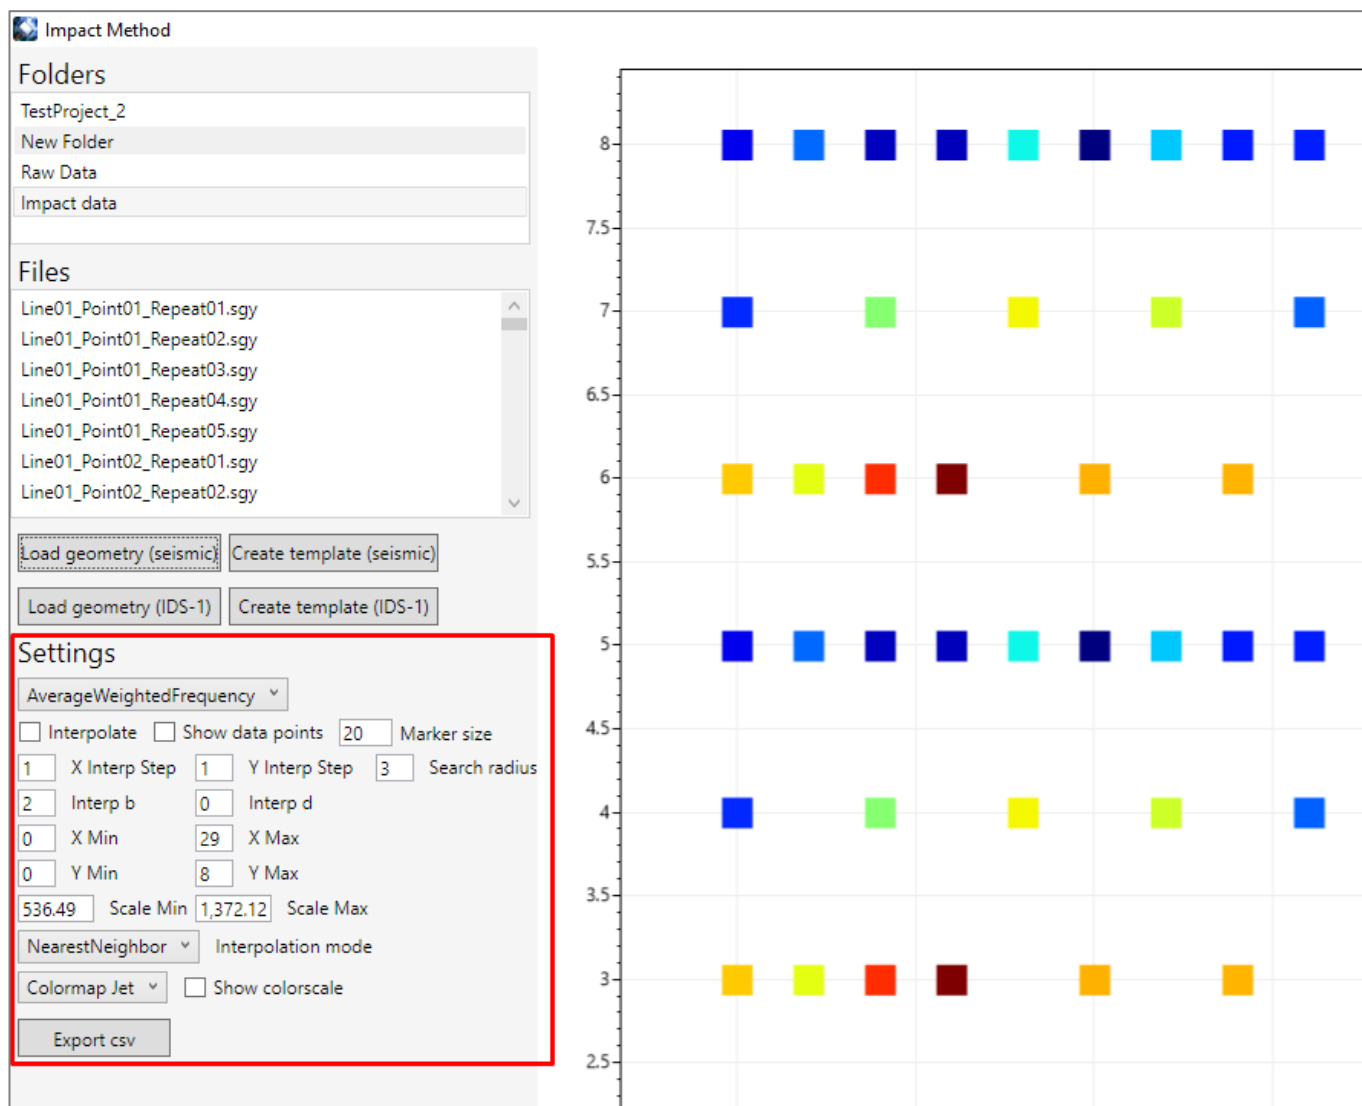 Impact Method
Folders
TestProject_2
New Folder
Raw Data
Impact data
Files
Line01_Point01_Repeat01.sgy
Line01_Point01_Repeat02.sgy
Line01_Point01_Repeat03.sgy
Line01_Point01_Repeat04.sgy
Line01_Point01_Repeat05.sgy
Line01_Point02_Repeat01.sgy
Line01_Point02_Repeat02.sgy
Load geometry (seismic) Create template (seismic)
Load geometry (IDS-1) Create template (IDS-1)
Settings
AverageWeightedFrequency
Interpolate Show data points 20 Marker size
1 X Interp Step 1 Y Interp Step 3 Search radius
2 Interp b 0 Interp d
0 X Min 29 X Max
0 Y Min 8 Y Max
536.49 Scale Min 1,372.12 Scale Max
NearestNeighbor Interpolation mode
Colormap Jet Show colorscale
Export csv
8
7.5
7
6.5
6
5.5
5
4.5
4
3.5
3
2.5